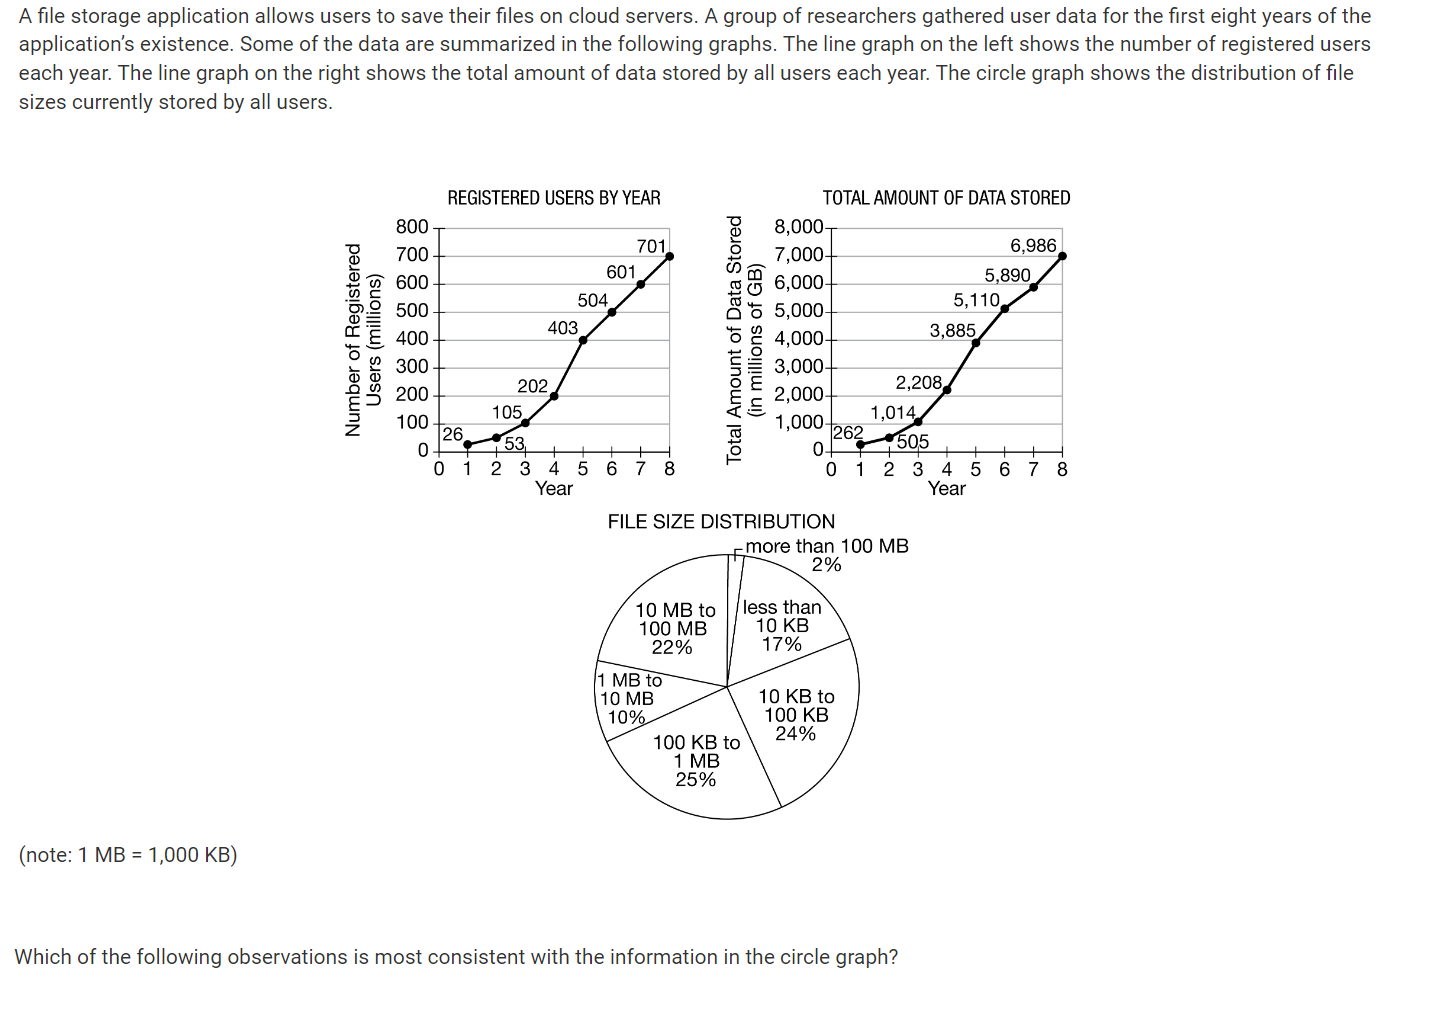 A file storage application allows users to save their files on cloud servers. A group of researchers gathered user data for the first eight years of the
application’s existence. Some of the data are summarized in the following graphs. The line graph on the left shows the number of registered users
each year. The line graph on the right shows the total amount of data stored by all users each year. The circle graph shows the distribution of file
sizes currently stored by all users.
REGISTERED USERS BY YEAR
Number of Registered
Users (millions)
800
700
600
500
400
300
200
100
0
26
53
105
202
403
504
601
701
0 1 2 3 4 5 6 7 8
Year
TOTAL AMOUNT OF DATA STORED
Total Amount of Data Stored
(in millions of GB)
8,000
7,000
6,000
5,000
4,000
3,000
2,000
1,000
0
262
505
1,014
2,208
3,885
5,110
5,890
6,986
0 1 2 3 4 5 6 7 8
Year
FILE SIZE DISTRIBUTION
more than 100 MB
2%
less than
10 KB
17%
10 KB to
100 KB
24%
100 KB to
1 MB
25%
1 MB to
10 MB
10%
10 MB to
100 MB
22%
(note: 1 MB = 1,000 KB)
Which of the following observations is most consistent with the information in the circle graph?